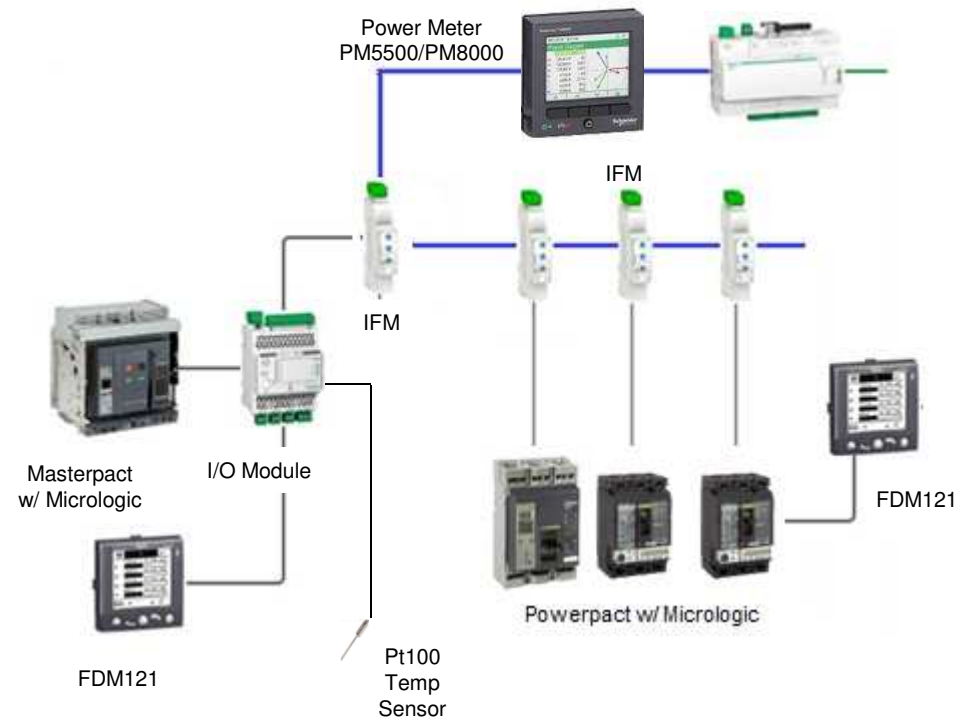 Power Meter
PM5500/PM8000
IFM
IFM
Masterpact
w/ Micrologic
I/O Module
FDM121
Powerpact w/ Micrologic
FDM121
Pt100
Temp
Sensor